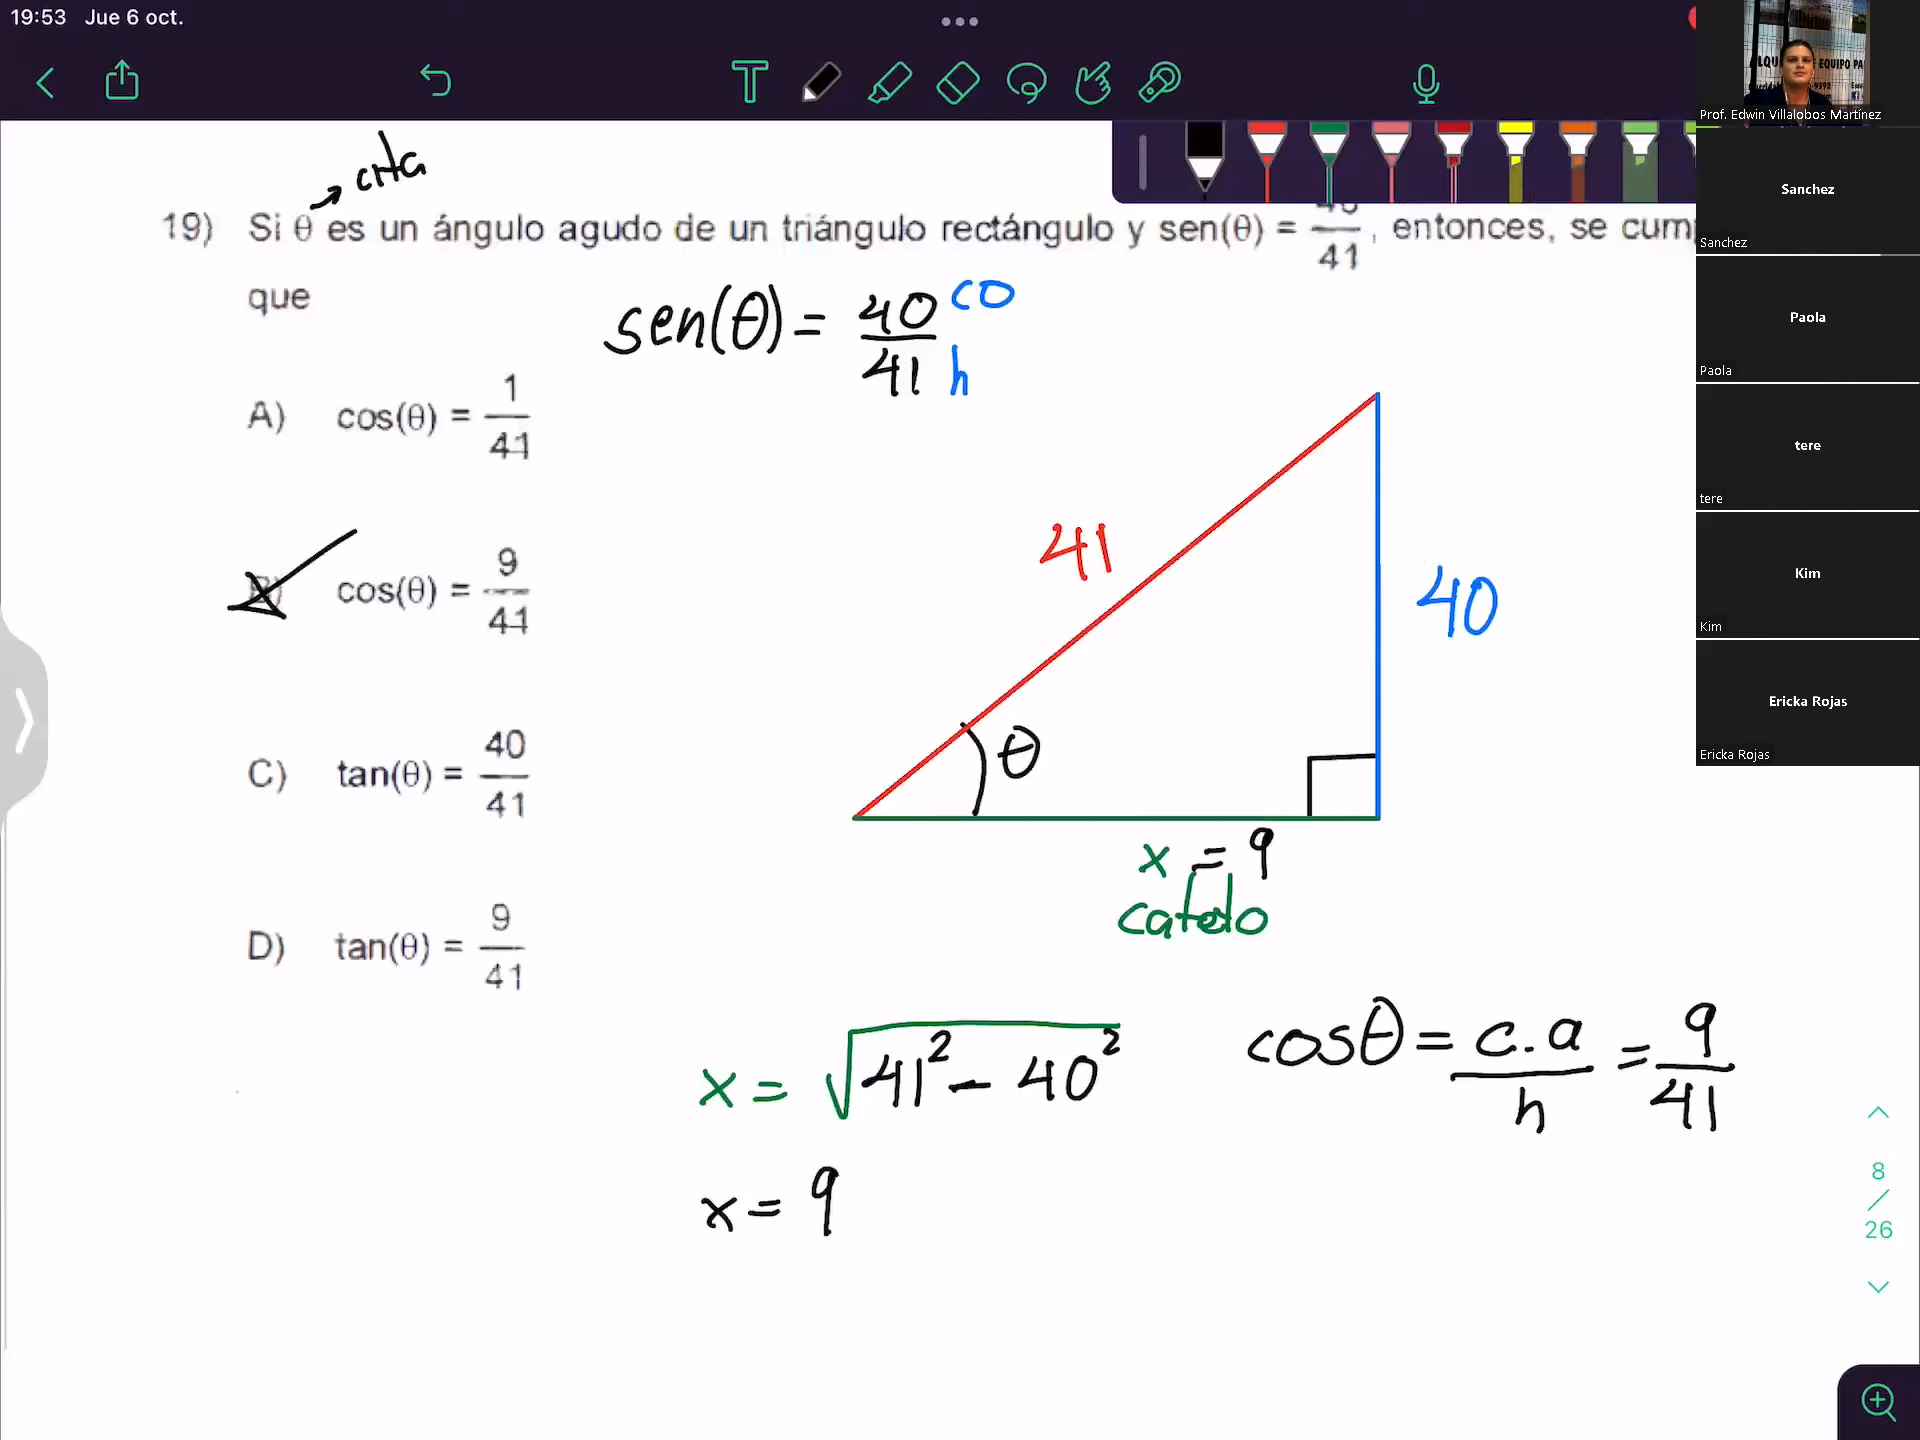 19:53 Jue 6 oct.
Prof. Edwin Villalobos Martínez
Sanchez
Sanchez
Paola
Paola
tere
tere
Kim
Kim
Ericka Rojas
Ericka Rojas
crta
19) Si θ es un ángulo agudo de un triángulo rectángulo y sen(θ) = 40/41, entonces, se cum
que
sen(θ) = 40/41 co h
A) cos(θ) = 1/41
B) cos(θ) = 9/41
C) tan(θ) = 40/41
D) tan(θ) = 9/41
41
40
θ
x = 9
cateto
x = √41² - 40²
x = 9
cosθ = c.a/h = 9/41
8
/
26